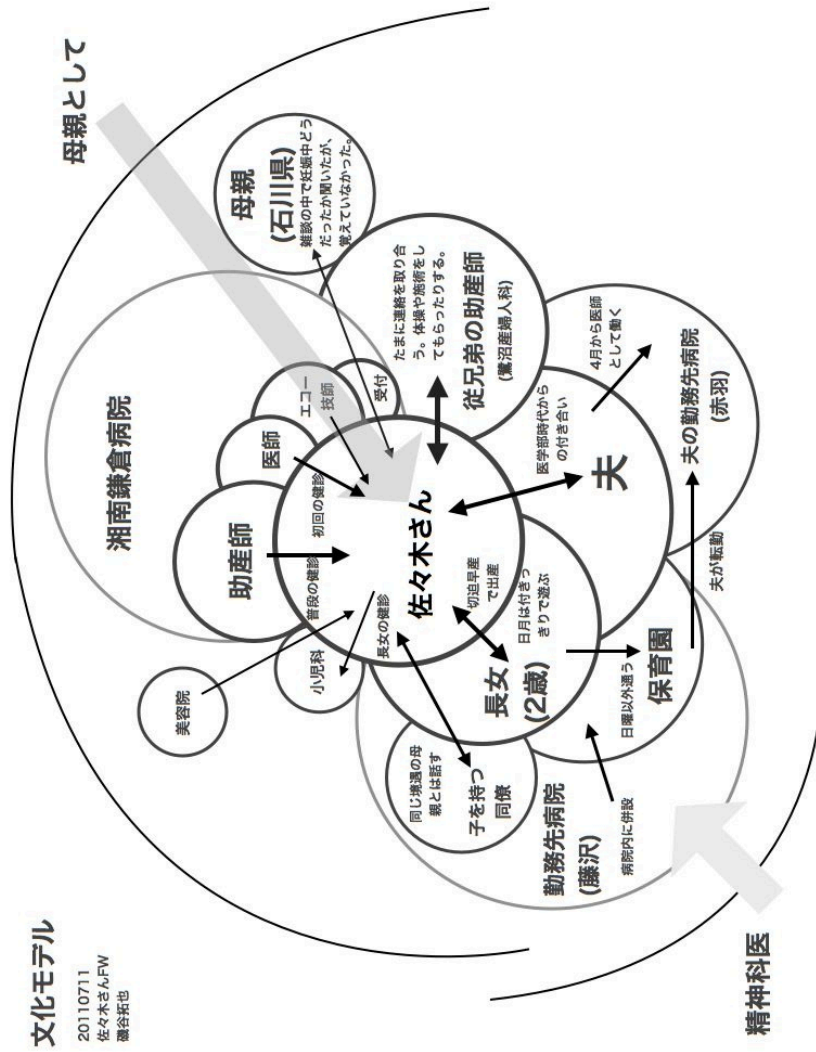 文化モデル
20110711
佐々木さんFW
磯谷拓也
母親として
湘南鎌倉病院
母親
(石川県)
雑談の中で妊娠中どう
だったか聞いたが、
覚えていなかった。
美容院
助産師
医師
エコー
技師
受付
小児科
普段の健診
初回の健診
長女の健診
佐々木さん
たまに連絡を取り合
う。体操や施術をし
てもらったりする。
従兄弟の助産師
(鷺沼産婦人科)
同じ境遇の母
親とは話す
子を持つ
同僚
切迫早産
で出産
長女
(2歳)
日月は付きっ
きりで遊ぶ
医学部時代から
の付き合い
夫
4月から医師
として働く
勤務先病院
(藤沢)
病院内に併設
日曜以外通う
保育園
夫が転勤
夫の勤務先病院
(赤羽)
精神科医